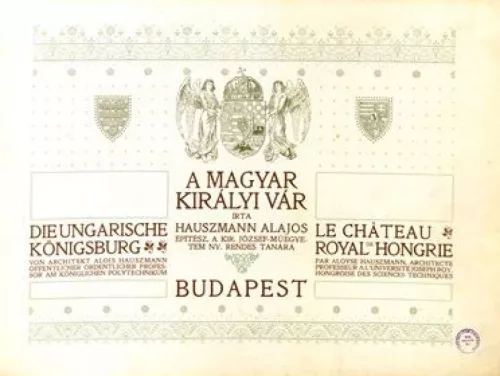 A MAGYAR
KIRÁLYI VÁR
IRTA
HAUSZMANN ALAJOS
ÉPITÉSZ, A KIR. JÓZSEF-MŰEGYE-
TEM NY. RENDES TANÁRA
BUDAPEST
DIE UNGARISCHE
KÖNIGSBURG
VON ARCHITEKT ALOIS HAUSZMANN
ÖFFENTLICHER ORDENTLICHER PROFES-
SOR AM KÖNIGLICHEN POLYTECHNIKUM
LE CHÂTEAU
ROYAL DE HONGRIE
PAR ALOYSE HAUSZMANN, ARCHITECTE
PROFESSEUR A L'UNIVERSITÉ JOSEPH ROY.
HONGROISE DES SCIENCES TECHNIQUES